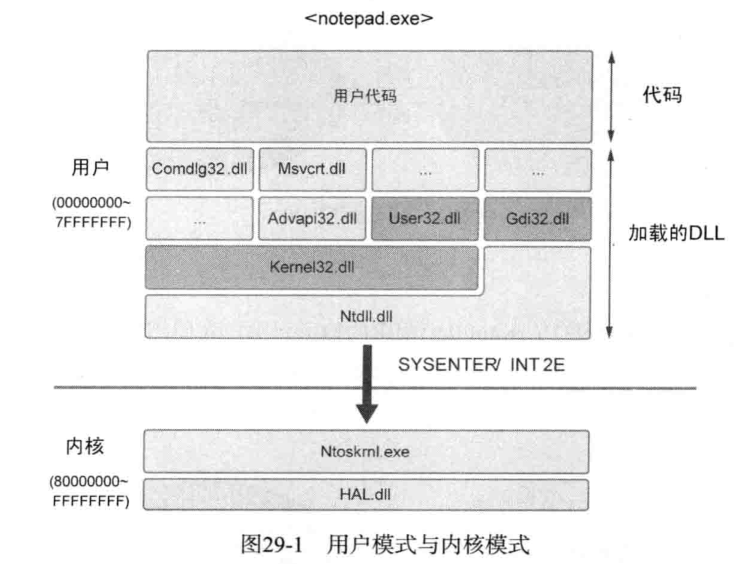 <notepad.exe>
用户代码
代码
用户
(00000000~
7FFFFFFF)
Comdlg32.dll
Msvcrt.dll
...
...
...
Advapi32.dll
User32.dll
Gdi32.dll
加载的DLL
Kernel32.dll
Ntdll.dll
SYSENTER/ INT 2E
内核
(80000000~
FFFFFFFF)
Ntoskrnl.exe
HAL.dll
图29-1 用户模式与内核模式